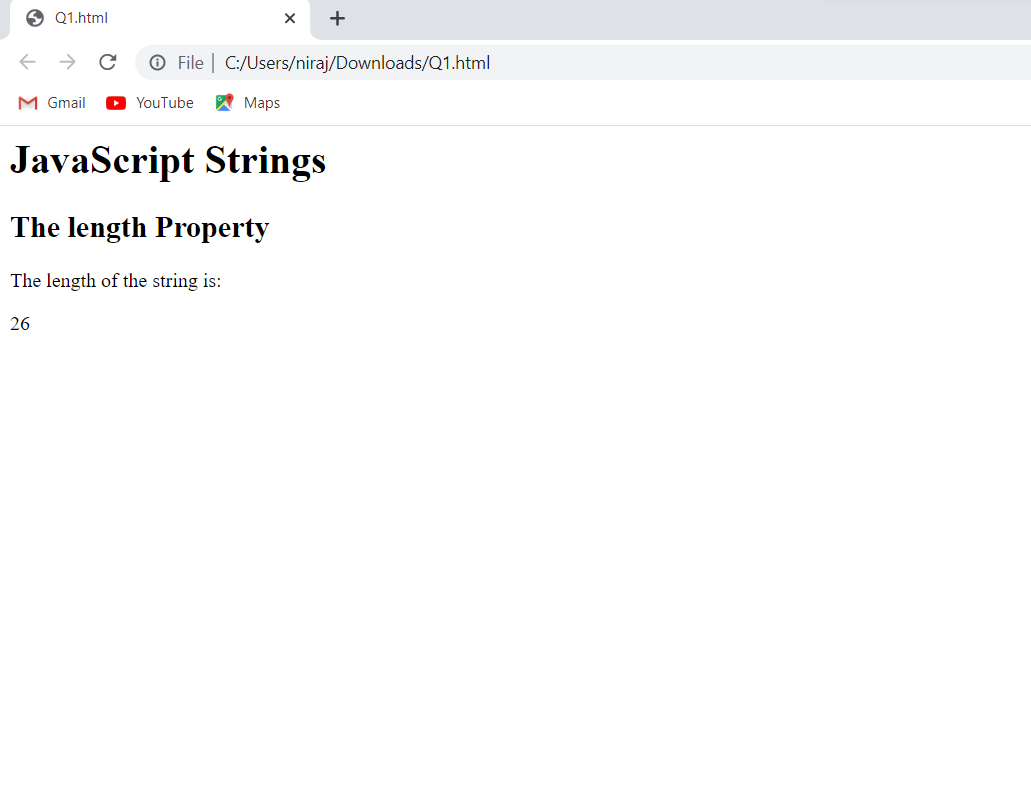 Q1.html
File | C:/Users/niraj/Downloads/Q1.html
Gmail YouTube Maps
JavaScript Strings
The length Property
The length of the string is:
26